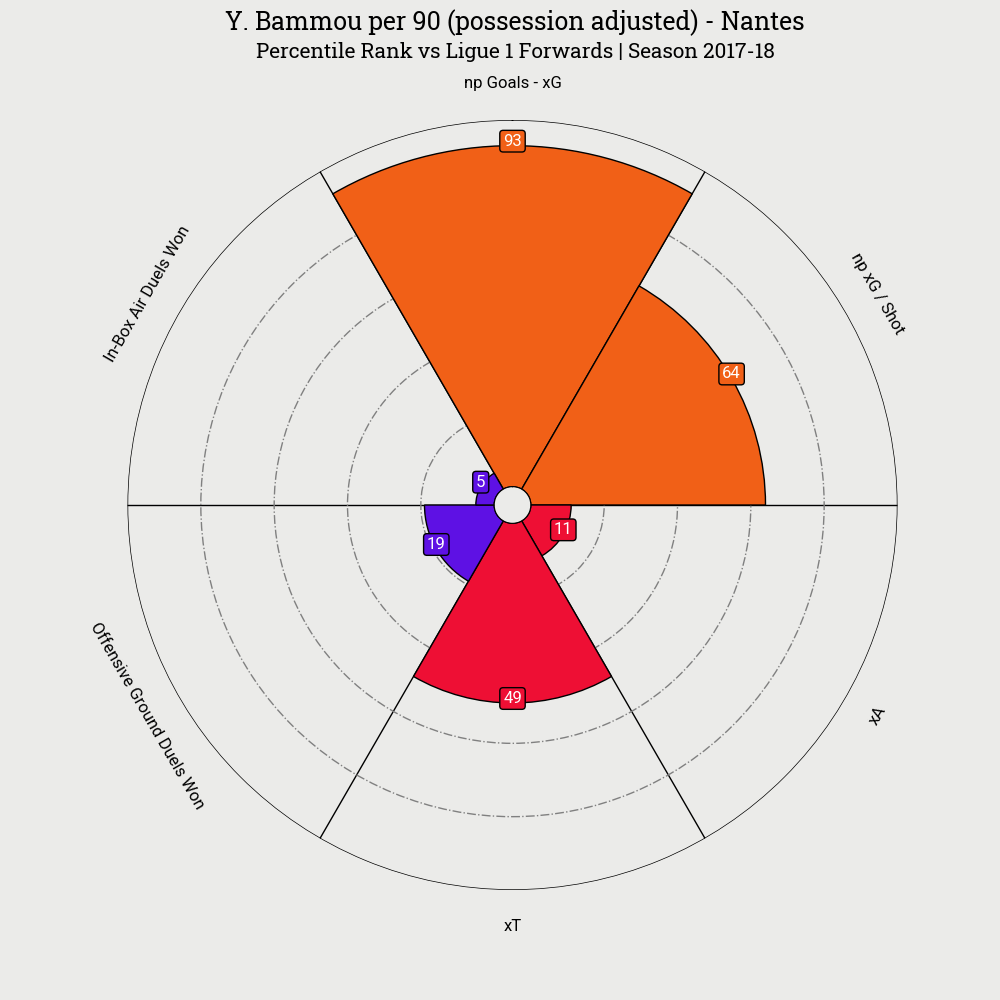 Y. Bammou per 90 (possession adjusted) - Nantes
Percentile Rank vs Ligue 1 Forwards | Season 2017-18
np Goals - xG
93
In-Box Air Duels Won
np xG / Shot
64
5
19
11
Offensive Ground Duels Won
49
xA
xT